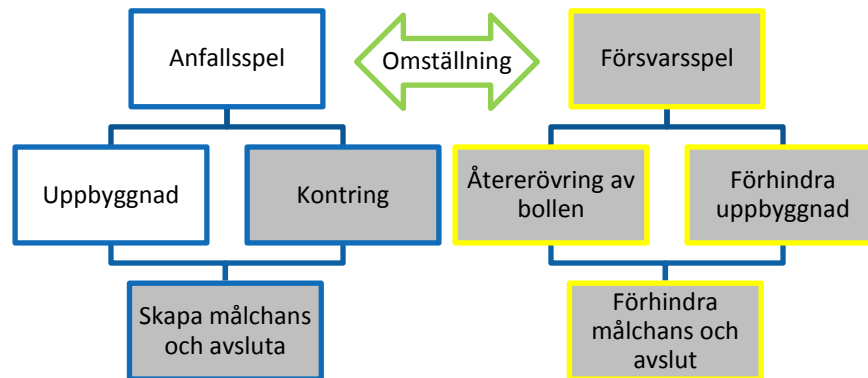 Anfallsspel
Omställning
Försvarsspel
Uppbyggnad
Kontring
Återerövring av
bollen
Förhindra
uppbyggnad
Skapa målchans
och avsluta
Förhindra
målchans och
avslut